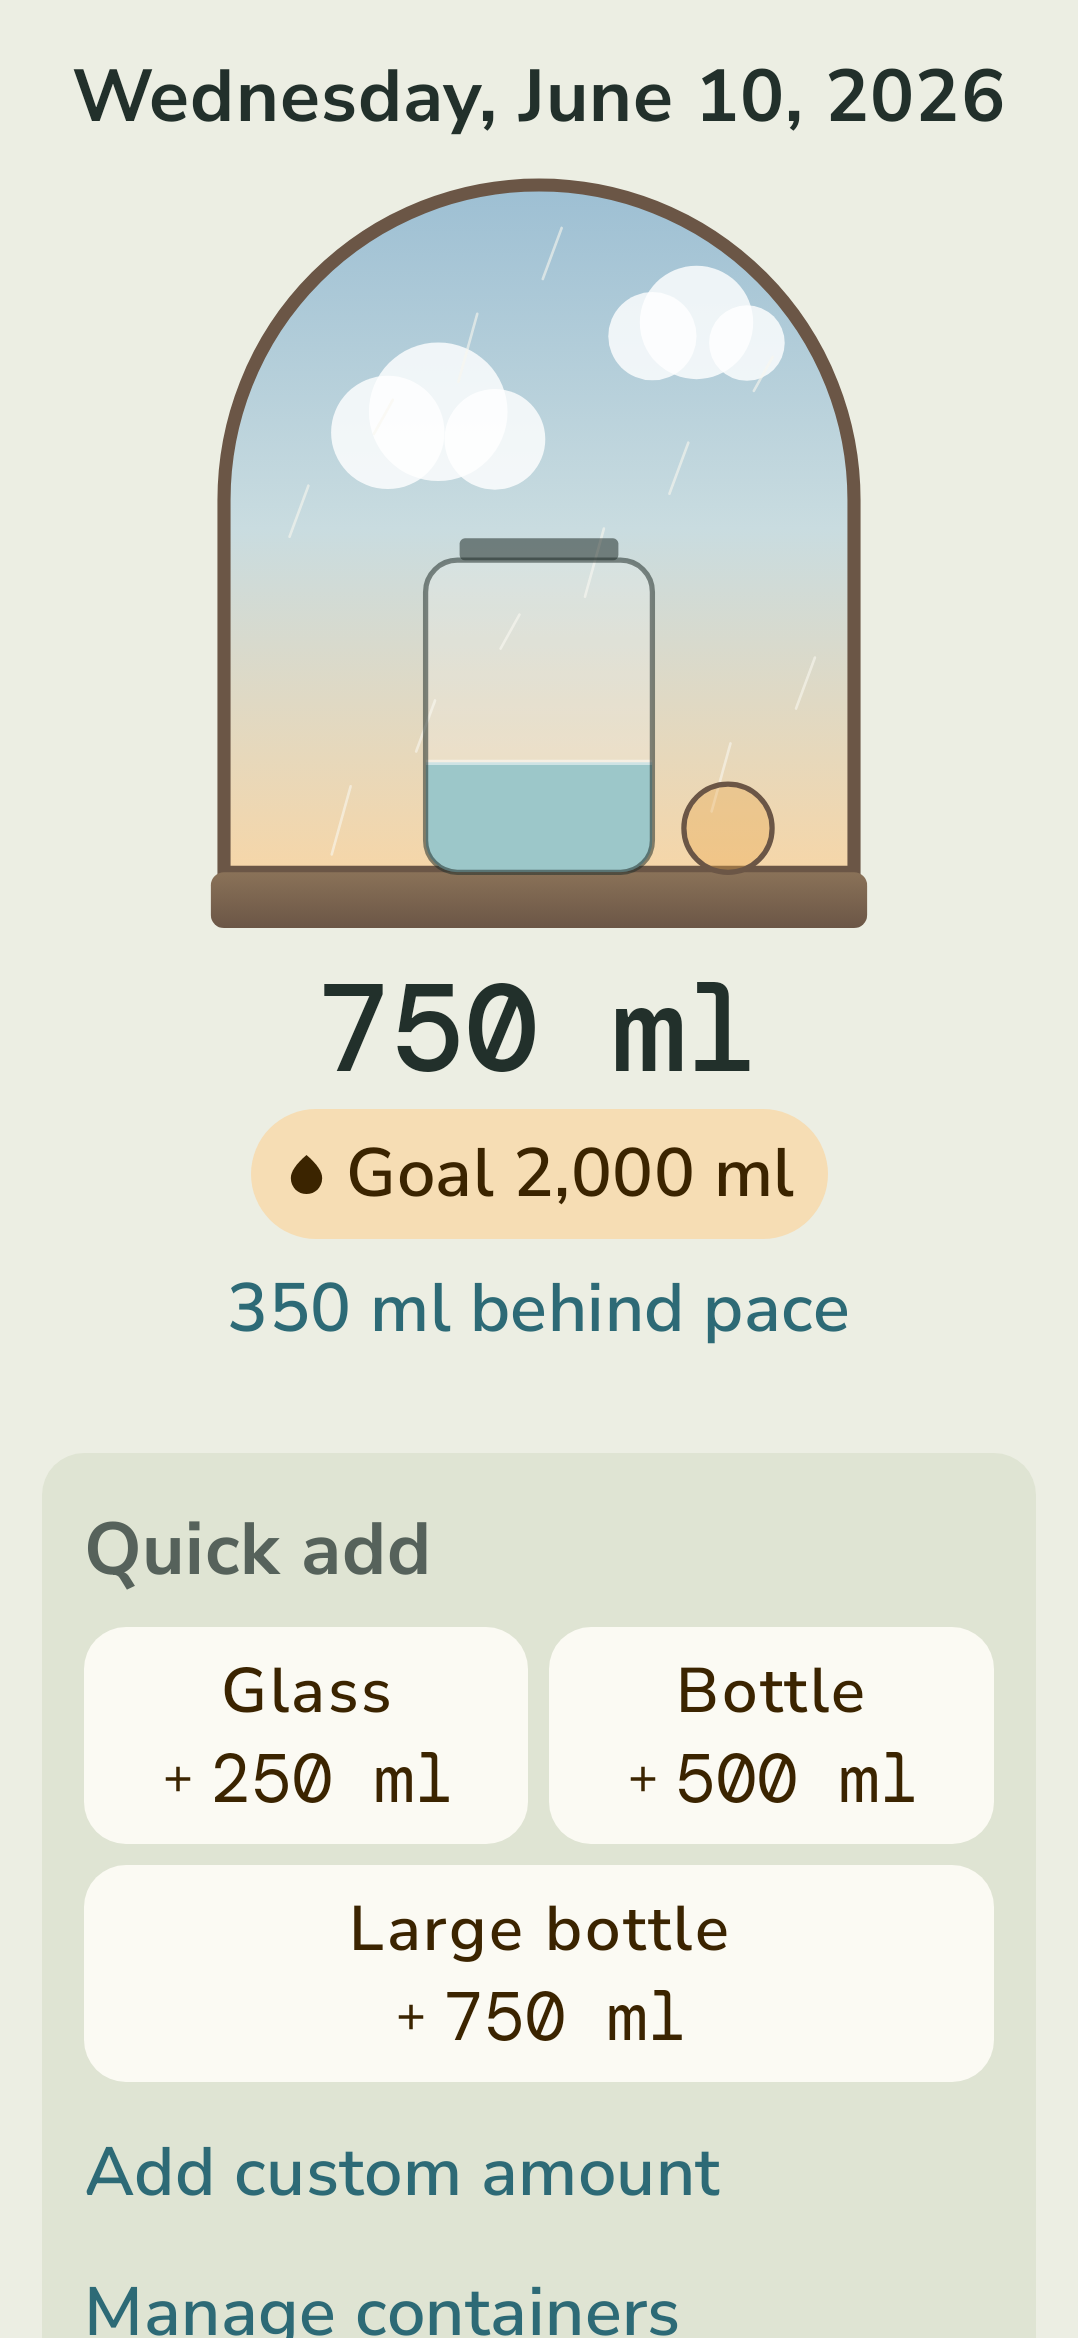 Wednesday, June 10, 2026
750 ml
Goal 2,000 ml
350 ml behind pace
Quick add
Glass
+ 250 ml
Bottle
+ 500 ml
Large bottle
+ 750 ml
Add custom amount
Manage containers